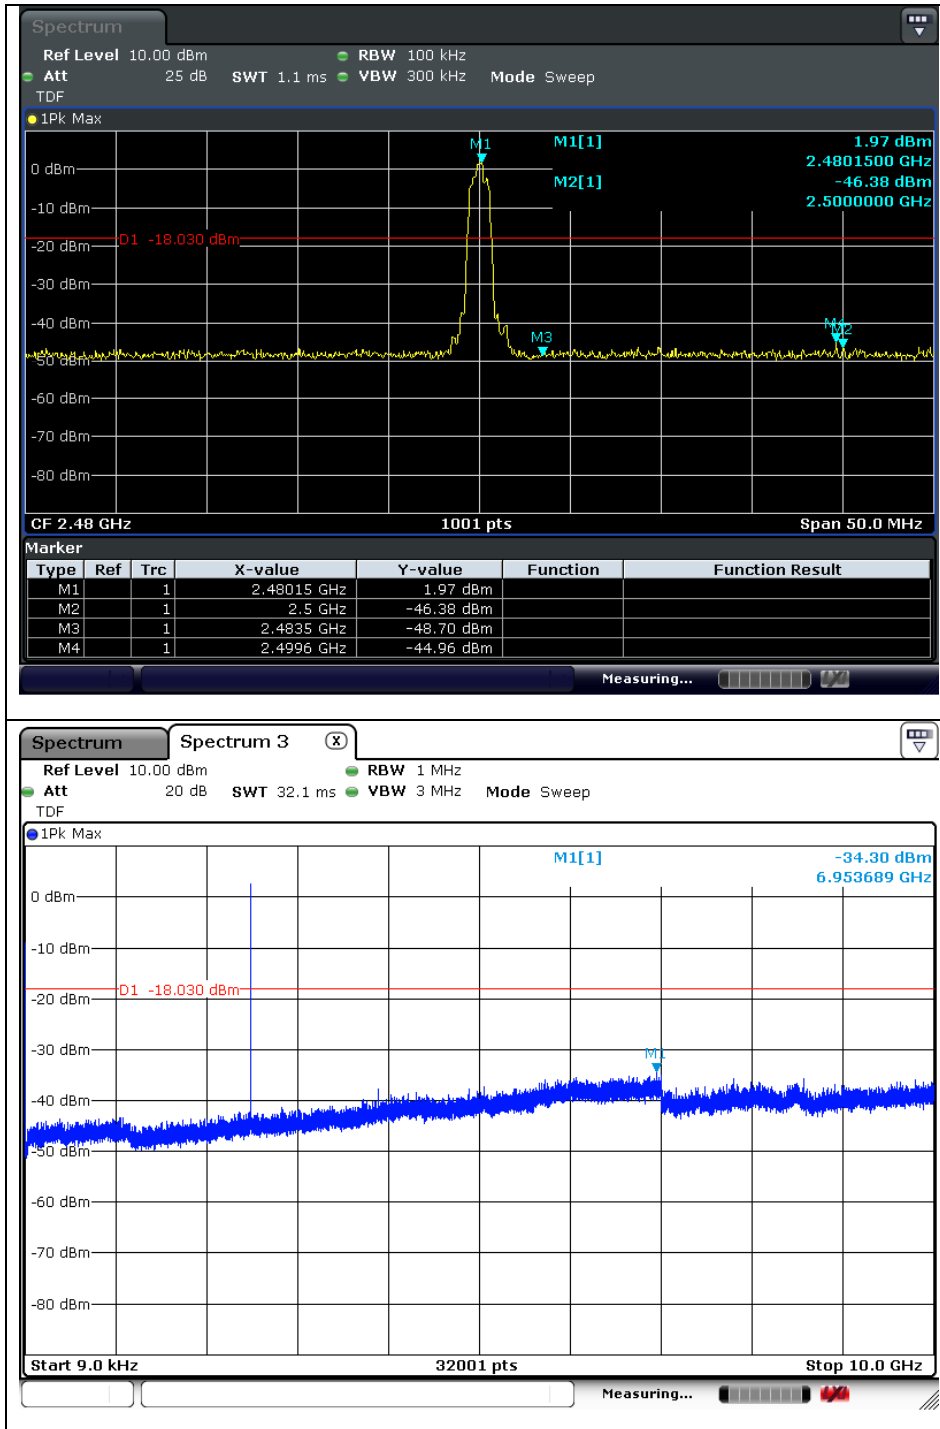 Spectrum
Ref Level 10.00 dBm RBW 100 kHz
Att 25 dB SWT 1.1 ms VBW 300 kHz Mode Sweep
TDF
1Pk Max
M1[1] 1.97 dBm
2.4801500 GHz
M2[1] -46.38 dBm
2.5000000 GHz
M1
0 dBm
-10 dBm
D1 -18.030 dBm
-20 dBm
-30 dBm
-40 dBm
M3
M4
M2
-50 dBm
-60 dBm
-70 dBm
-80 dBm
CF 2.48 GHz 1001 pts Span 50.0 MHz
Marker
Type Ref Trc X-value Y-value Function Function Result
M1 1 2.48015 GHz 1.97 dBm
M2 1 2.5 GHz -46.38 dBm
M3 1 2.4835 GHz -48.70 dBm
M4 1 2.4996 GHz -44.96 dBm
Measuring...
Spectrum Spectrum 3 X
Ref Level 10.00 dBm RBW 1 MHz
Att 20 dB SWT 32.1 ms VBW 3 MHz Mode Sweep
TDF
1Pk Max
M1[1] -34.30 dBm
6.953689 GHz
0 dBm
-10 dBm
D1 -18.030 dBm
-20 dBm
-30 dBm
M1
-40 dBm
-50 dBm
-60 dBm
-70 dBm
-80 dBm
Start 9.0 kHz 32001 pts Stop 10.0 GHz
Measuring...